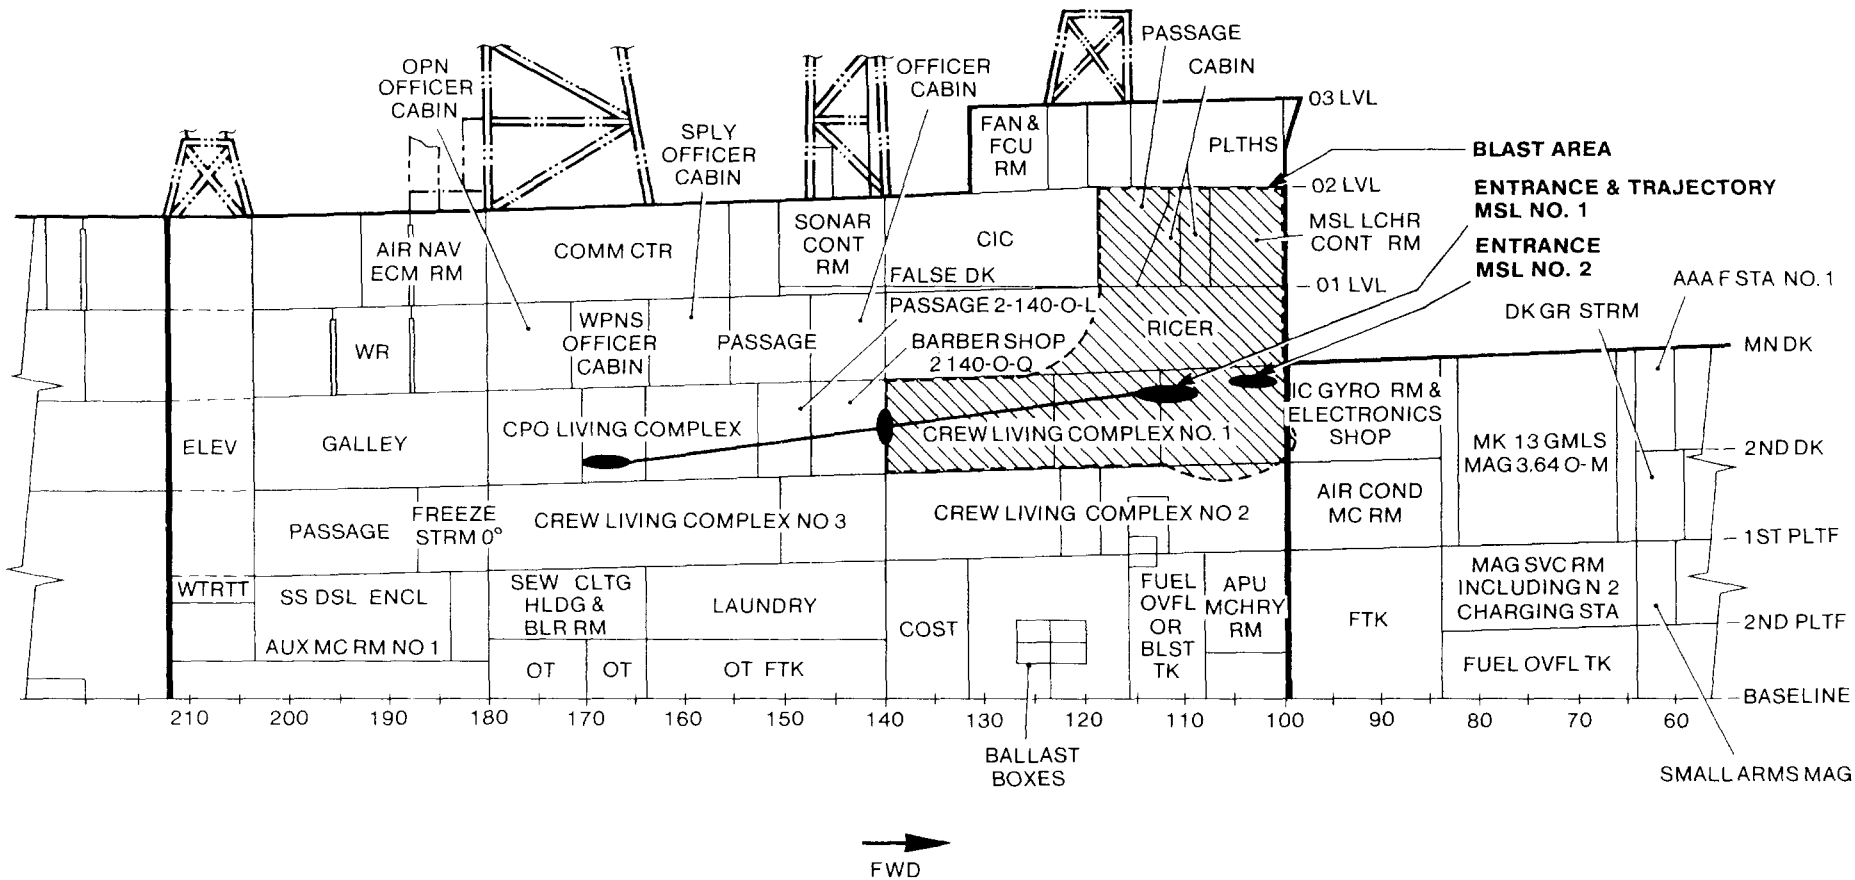 OPN
OFFICER
CABIN
SPLY
OFFICER
CABIN
OFFICER
CABIN
PASSAGE
CABIN
03 LVL
FAN &
FCU
RM
PLTHS
BLAST AREA
02 LVL
ENTRANCE & TRAJECTORY
MSL NO. 1
MSL LCHR
CONT RM
ENTRANCE
MSL NO. 2
AIR NAV
ECM RM
COMM CTR
SONAR
CONT
RM
CIC
FALSE DK
01 LVL
AAA F STA NO. 1
DK GR STRM
PASSAGE 2-140-O-L
WR
WPNS
OFFICER
CABIN
PASSAGE
BARBER SHOP
2 140-O-Q
RICER
MN DK
IC GYRO RM &
ELECTRONICS
SHOP
ELEV
GALLEY
CPO LIVING COMPLEX
CREW LIVING COMPLEX NO. 1
MK 13 GMLS
MAG 3.64 O-M
2ND DK
PASSAGE
FREEZE
STRM 0°
CREW LIVING COMPLEX NO 3
CREW LIVING COMPLEX NO 2
AIR COND
MC RM
1ST PLTF
WTRTT
SS DSL ENCL
AUX MC RM NO 1
SEW CLTG
HLDG &
BLR RM
LAUNDRY
COST
FUEL
OVFL
OR
BLST
TK
APU
MCHRY
RM
FTK
MAG SVC RM
INCLUDING N 2
CHARGING STA
2ND PLTF
OT
OT
OT FTK
FUEL OVFL TK
BASELINE
210 200 190 180 170 160 150 140 130 120 110 100 90 80 70 60
BALLAST
BOXES
SMALL ARMS MAG
FWD